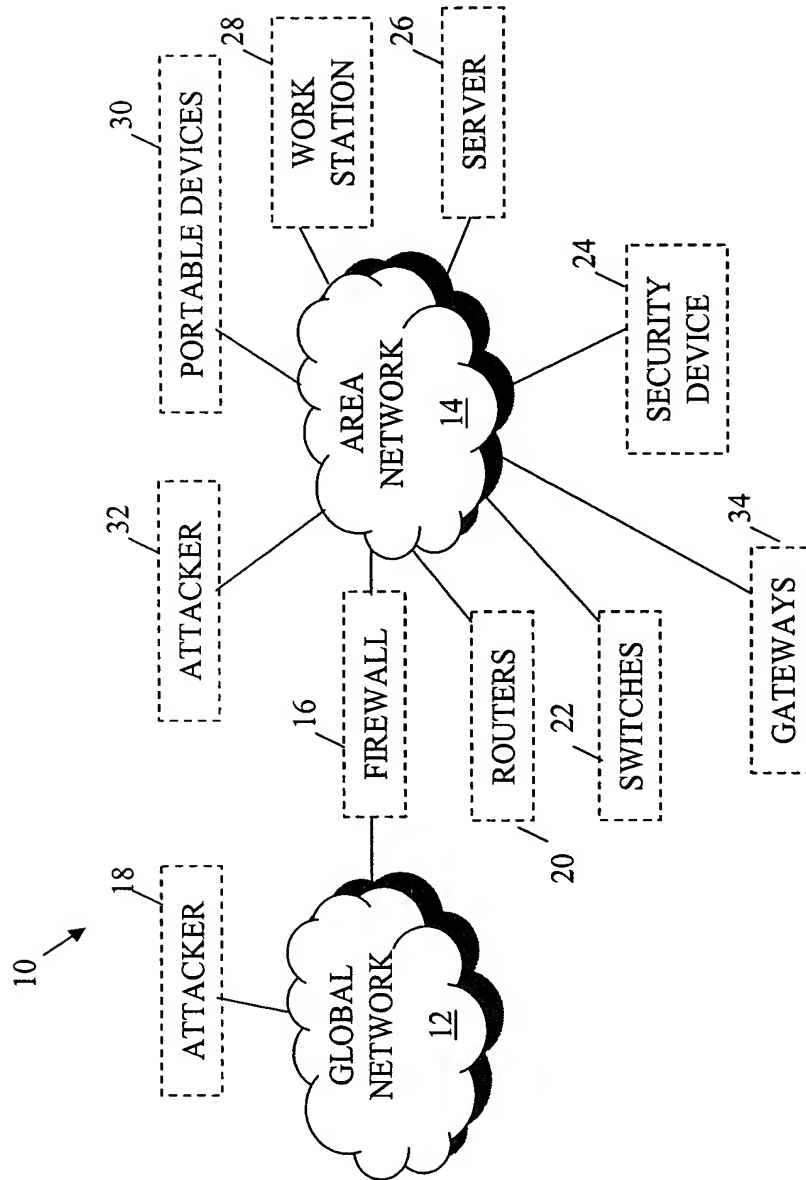 10
18
ATTACKER
GLOBAL
NETWORK
12
16
FIREWALL
32
ATTACKER
30
PORTABLE DEVICES
28
WORK
STATION
26
SERVER
AREA
NETWORK
14
24
SECURITY
DEVICE
ROUTERS
20
22
SWITCHES
34
GATEWAYS